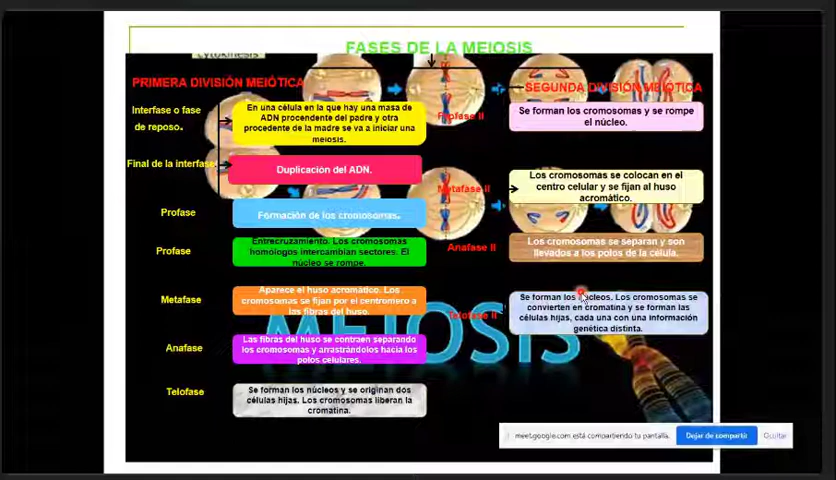 Cytokinesis
FASES DE LA MEIOSIS
PRIMERA DIVISIÓN MEIÓTICA
Interfase o fase
de reposo.
En una célula en la que hay una masa de
ADN procendente del padre y otra
procedente de la madre se va a iniciar una
meiosis.
Final de la interfase
Duplicación del ADN.
Profase
Formación de los cromosomas.
Profase
Entrecruzamiento. Los cromosomas
homólogos intercambian sectores. El
núcleo se rompe.
Metafase
Aparece el huso acromático. Los
cromosomas se fijan por el centrómero a
las fibras del huso.
Anafase
Las fibras del huso se contraen separando
los cromosomas y arrastrándolos hacia los
polos celulares.
Telofase
Se forman los núcleos y se originan dos
células hijas. Los cromosomas liberan la
cromatina.
SEGUNDA DIVISIÓN MEIÓTICA
Profase II
Se forman los cromosomas y se rompe
el núcleo.
Metafase II
Los cromosomas se colocan en el
centro celular y se fijan al huso
acromático.
Anafase II
Los cromosomas se separan y son
llevados a los polos de la célula.
Telofase II
Se forman los núcleos. Los cromosomas se
convierten en cromatina y se forman las
células hijas, cada una con una información
genética distinta.
MEIOSIS
meet.google.com está compartiendo tu pantalla.
Dejar de compartir
Ocultar